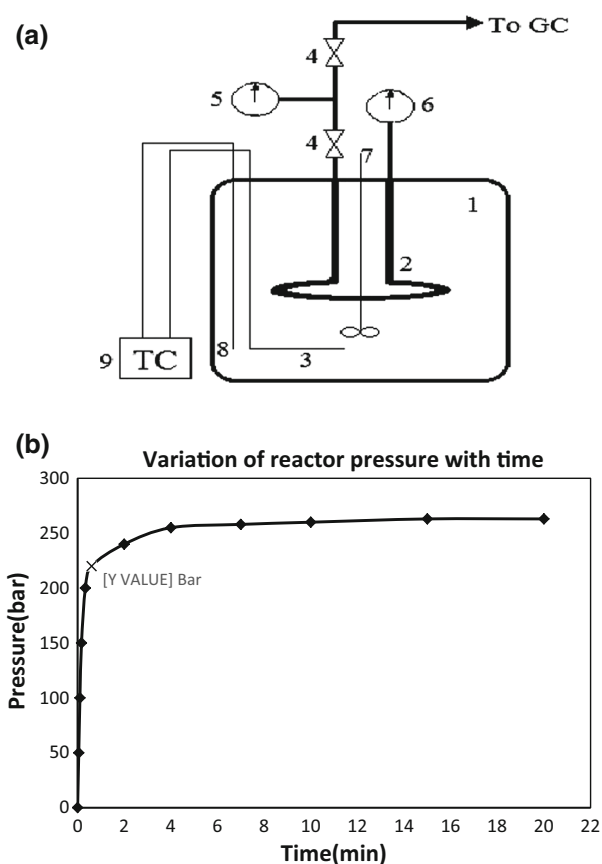 (a)
To GC
4
5
6
4
7
1
2
8
3
9
TC
(b)
Variation of reactor pressure with time
300
250
200
150
100
50
0
[Y VALUE] Bar
Pressure(bar)
0 2 4 6 8 10 12 14 16 18 20 22
Time(min)